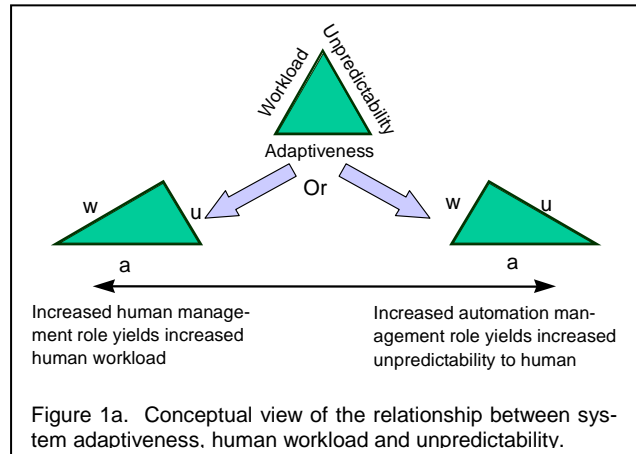 Workload
Unpredictability
Adaptiveness
Or
w
u
a
w
u
a
Increased human manage-
ment role yields increased
human workload
Increased automation man-
agement role yields increased
unpredictability to human
Figure 1a. Conceptual view of the relationship between sys-
tem adaptiveness, human workload and unpredictability.